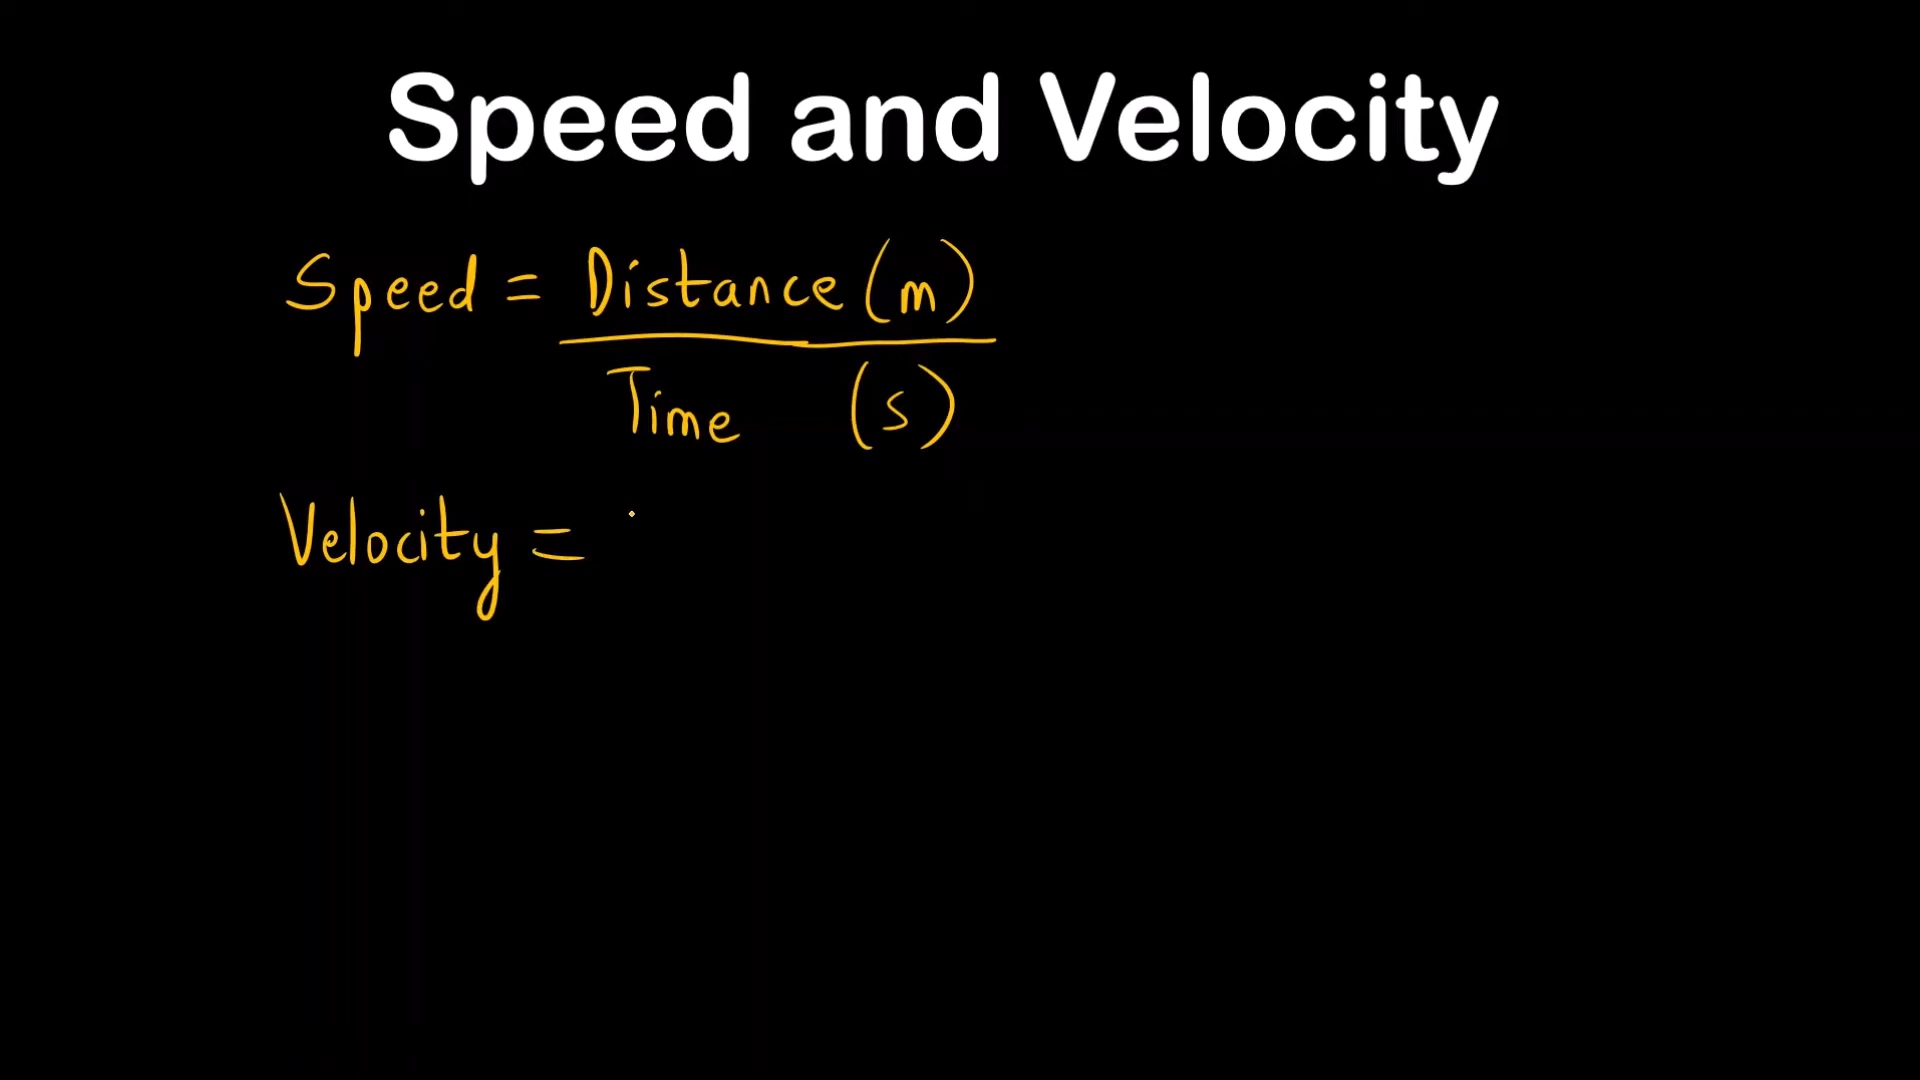 Speed and Velocity
Speed = Distance (m)
Time (s)
Velocity =